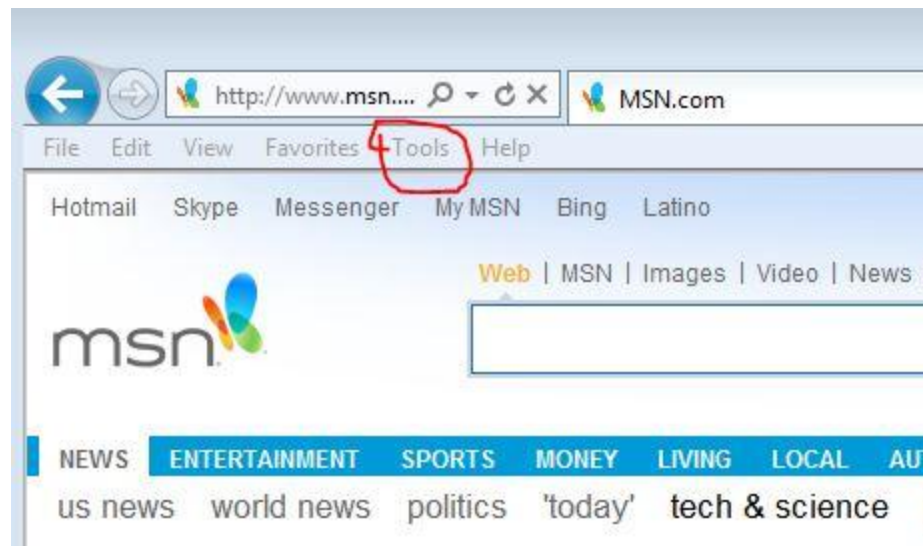 http://www.msn.... MSN.com
File Edit View Favorites Tools Help
Hotmail Skype Messenger My MSN Bing Latino
Web | MSN | Images | Video | News
msn
NEWS ENTERTAINMENT SPORTS MONEY LIVING LOCAL AU
us news world news politics 'today' tech & science